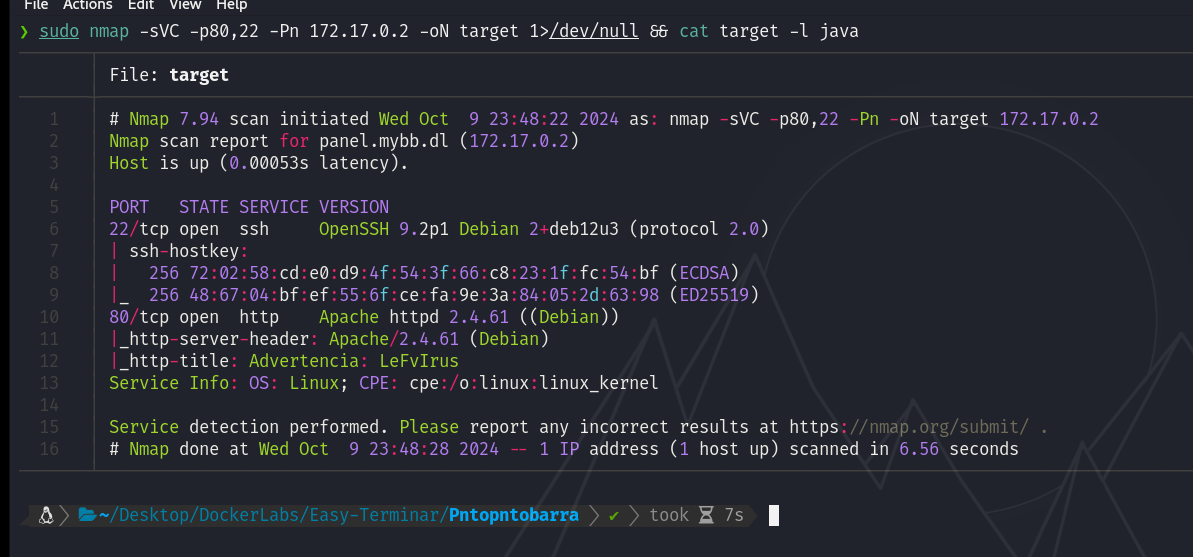 File Actions Edit View Help
❯ sudo nmap -sVC -p80,22 -Pn 172.17.0.2 -oN target 1>/dev/null && cat target -l java
File: target
1 # Nmap 7.94 scan initiated Wed Oct  9 23:48:22 2024 as: nmap -sVC -p80,22 -Pn -oN target 172.17.0.2
2 Nmap scan report for panel.mybb.dl (172.17.0.2)
3 Host is up (0.00053s latency).
4
5 PORT   STATE SERVICE VERSION
6 22/tcp open  ssh     OpenSSH 9.2p1 Debian 2+deb12u3 (protocol 2.0)
7 | ssh-hostkey:
8 |   256 72:02:58:cd:e0:d9:4f:54:3f:66:c8:23:1f:fc:54:bf (ECDSA)
9 |_  256 48:67:04:bf:ef:55:6f:ce:fa:9e:3a:84:05:2d:63:98 (ED25519)
10 80/tcp open  http    Apache httpd 2.4.61 ((Debian))
11 |_http-server-header: Apache/2.4.61 (Debian)
12 |_http-title: Advertencia: LeFvIrus
13 Service Info: OS: Linux; CPE: cpe:/o:linux:linux_kernel
14
15 Service detection performed. Please report any incorrect results at https://nmap.org/submit/ .
16 # Nmap done at Wed Oct  9 23:48:28 2024 -- 1 IP address (1 host up) scanned in 6.56 seconds
~/Desktop/DockerLabs/Easy-Terminar/Pntopntobarra ✔ took 7s